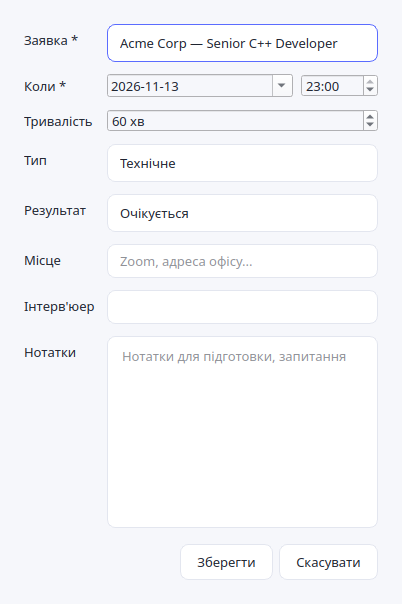 Заявка * Acme Corp — Senior C++ Developer
Коли * 2026-11-13 23:00
Тривалість 60 хв
Тип Технічне
Результат Очікується
Місце Zoom, адреса офісу...
Інтерв'юер
Нотатки Нотатки для підготовки, запитання
Зберегти Скасувати